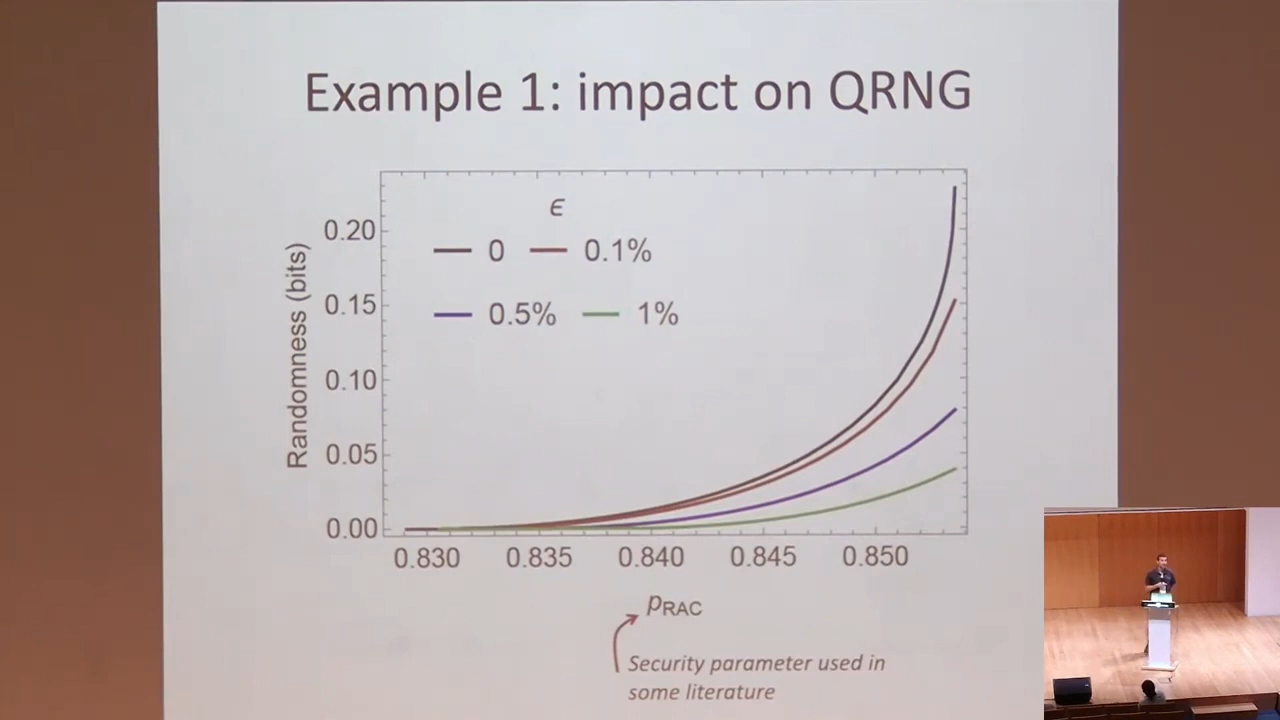 Example 1: impact on QRNG
ϵ
0 0.1%
0.5% 1%
Randomness (bits)
0.20
0.15
0.10
0.05
0.00
0.830 0.835 0.840 0.845 0.850
pRAC
Security parameter used in
some literature